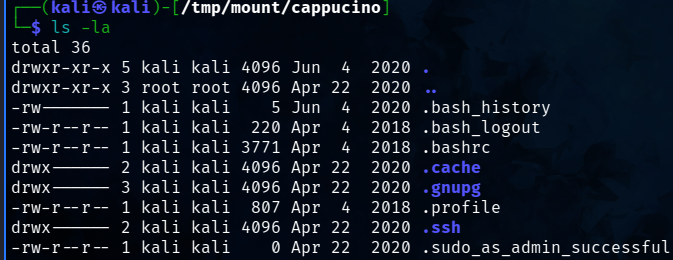 ┌──(kali㉿kali)-[/tmp/mount/cappucino]
└─$ ls -la
total 36
drwxr-xr-x 5 kali kali 4096 Jun  4  2020 .
drwxr-xr-x 3 root root 4096 Apr 22  2020 ..
-rw------- 1 kali kali    5 Jun  4  2020 .bash_history
-rw-r--r-- 1 kali kali  220 Apr  4  2018 .bash_logout
-rw-r--r-- 1 kali kali 3771 Apr  4  2018 .bashrc
drwx------ 2 kali kali 4096 Apr 22  2020 .cache
drwx------ 3 kali kali 4096 Apr 22  2020 .gnupg
-rw-r--r-- 1 kali kali  807 Apr  4  2018 .profile
drwx------ 2 kali kali 4096 Apr 22  2020 .ssh
-rw-r--r-- 1 kali kali    0 Apr 22  2020 .sudo_as_admin_successful